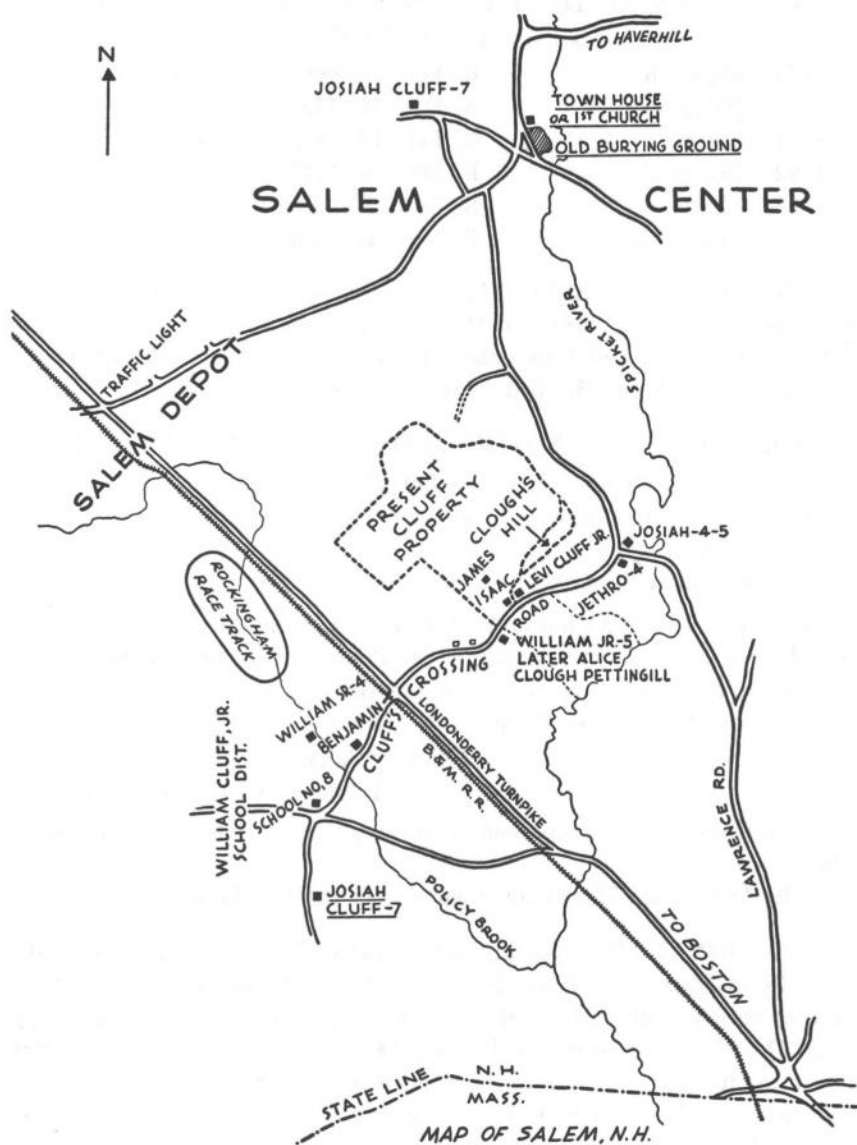 TO HAVERHILL
N
JOSIAH CLUFF-7
TOWN HOUSE
OR 1ST CHURCH
OLD BURYING GROUND
SALEM CENTER
SPICKET RIVER
TRAFFIC LIGHT
SALEM DEPOT
PRESENT
CLUFF
PROPERTY
CLOUGH'S
HILL
JAMES
ISAAC
LEVI CLUFF JR.
JOSIAH-4-5
JETHRO-4
ROCKINGHAM
RACE TRACK
WILLIAM JR.-5
LATER ALICE
CLOUGH PETTINGILL
CLUFF'S CROSSING ROAD
WILLIAM SR.-4
BENJAMIN
LONDONDERRY TURNPIKE
B.&M. R.R.
WILLIAM CLUFF, JR.
SCHOOL DIST.
SCHOOL NO. 8
LAWRENCE RD.
JOSIAH
CLUFF-7
POLICY BROOK
TO BOSTON
STATE LINE
N.H.
MASS.
MAP OF SALEM, N.H.